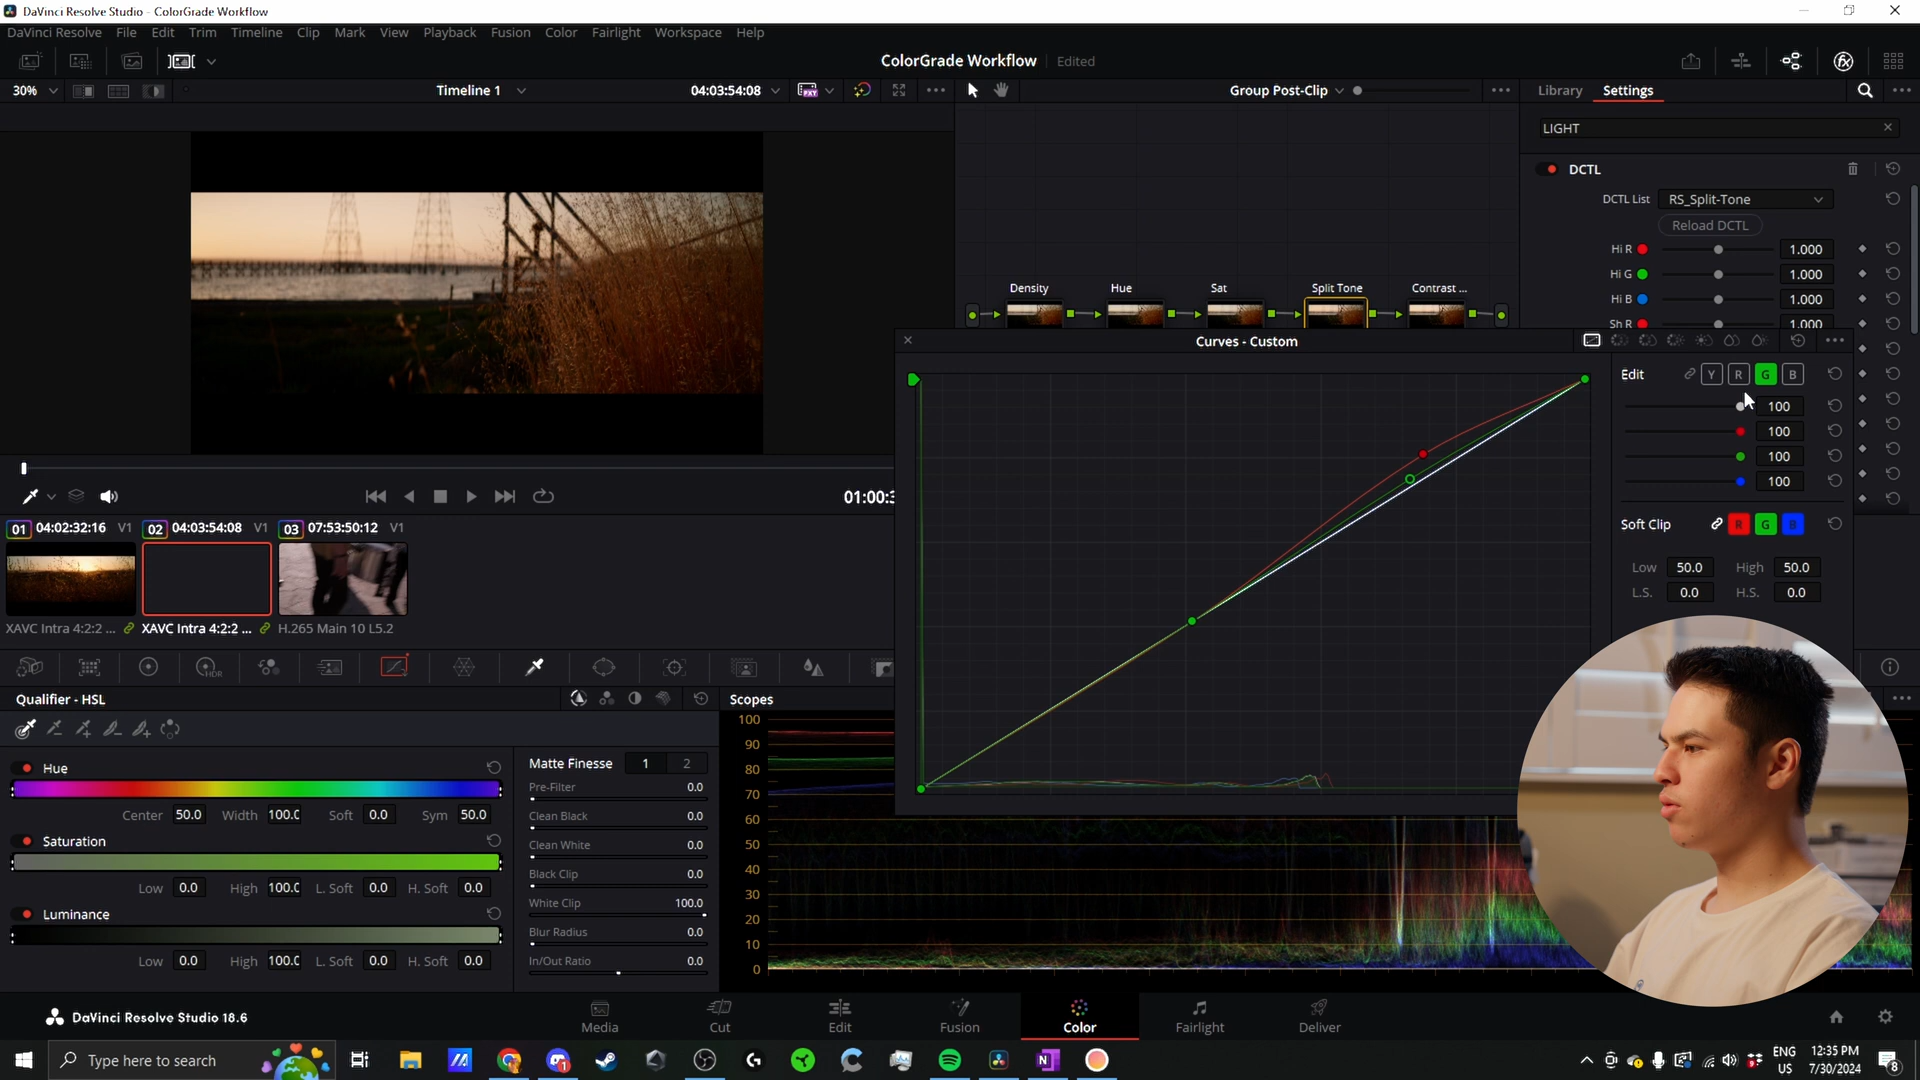 DaVinci Resolve Studio - ColorGrade Workflow
DaVinci Resolve File Edit Trim Timeline Clip Mark View Playback Fusion Color Fairlight Workspace Help
ColorGrade Workflow Edited
30% Timeline 1 04:03:54:08 PXY Group Post-Clip Library Settings
LIGHT
DCTL
DCTL List RS_Split-Tone
Reload DCTL
Hi R 1.000
Hi G 1.000
Hi B 1.000
Sh R 1.000
Density Hue Sat Split Tone Contrast ...
Curves - Custom
Edit Y R G B
100
100
100
100
Soft Clip R G B
Low 50.0 High 50.0
L.S. 0.0 H.S. 0.0
01:00:3
01 04:02:32:16 V1 02 04:03:54:08 V1 03 07:53:50:12 V1
XAVC Intra 4:2:2 ... XAVC Intra 4:2:2 ... H.265 Main 10 L5.2
HDR
Qualifier - HSL
Scopes
Hue
Center 50.0 Width 100.0 Soft 0.0 Sym 50.0
Saturation
Low 0.0 High 100.0 L. Soft 0.0 H. Soft 0.0
Luminance
Low 0.0 High 100.0 L. Soft 0.0 H. Soft 0.0
Matte Finesse 1 2
Pre-Filter 0.0
Clean Black 0.0
Clean White 0.0
Black Clip 0.0
White Clip 100.0
Blur Radius 0.0
In/Out Ratio 0.0
100
90
80
70
60
50
40
30
20
10
0
DaVinci Resolve Studio 18.6
Media Cut Edit Fusion Color Fairlight Deliver
Type here to search
1
ENG
US
12:35 PM
7/30/2024
8